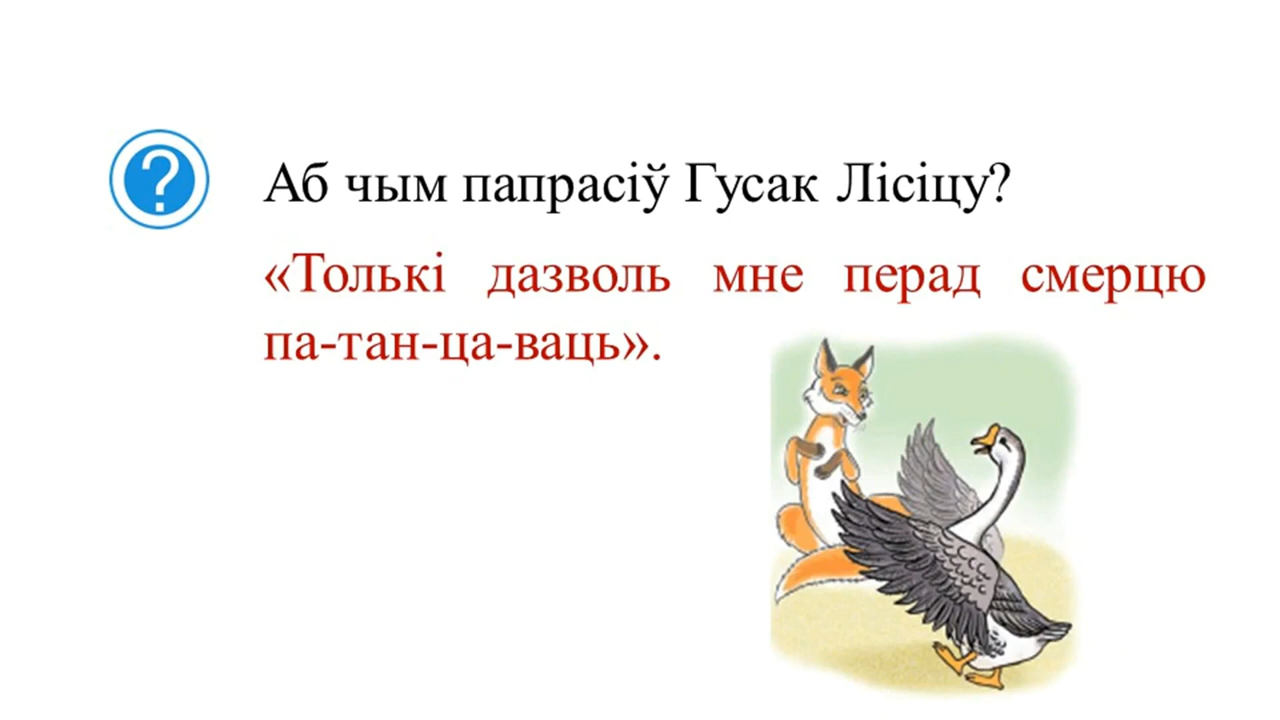 ?
Аб чым папрасіў Гусак Лісіцу?
«Толькі дазволь мне перад смерцю
па-тан-ца-ваць».